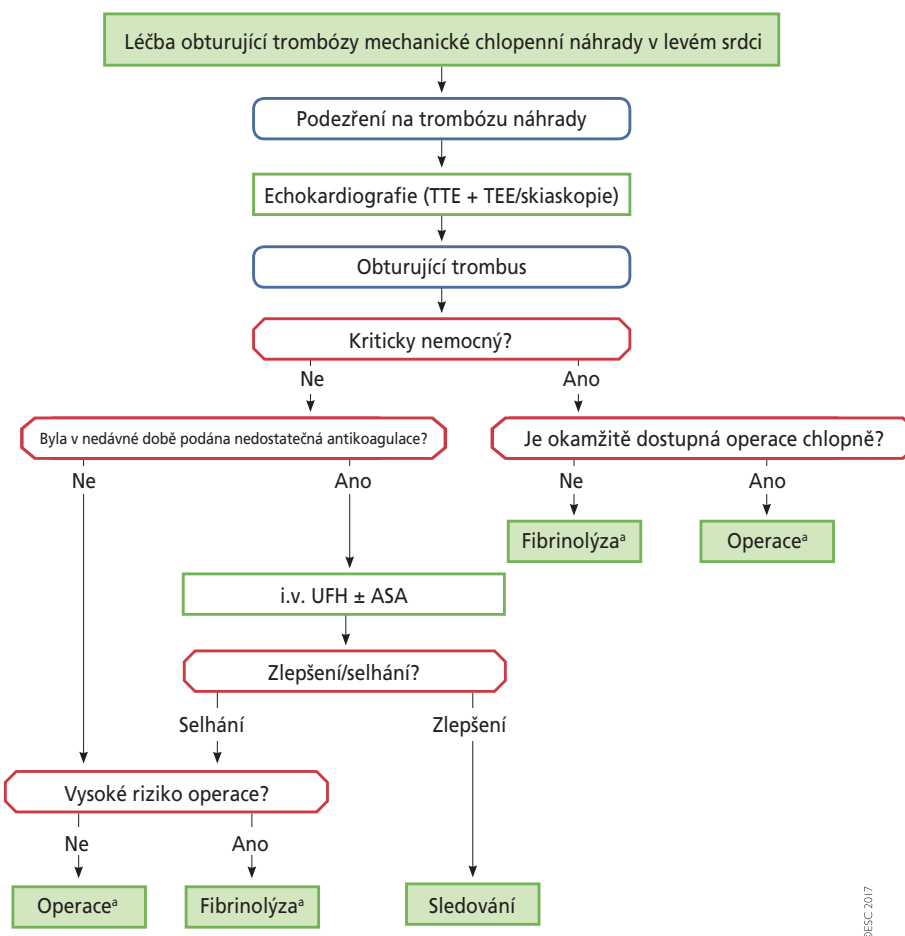 Léčba obturující trombózy mechanické chlopenní náhrady v levém srdci
Podezření na trombózu náhrady
Echokardiografie (TTE + TEE/skiaskopie)
Obturující trombus
Kriticky nemocný?
Ne
Ano
Byla v nedávné době podána nedostatečná antikoagulace?
Je okamžitě dostupná operace chlopně?
Ne
Ano
Ne
Ano
Fibrinolýzaᵃ
Operaceᵃ
i.v. UFH ± ASA
Zlepšení/selhání?
Selhání
Zlepšení
Vysoké riziko operace?
Ne
Ano
Operaceᵃ
Fibrinolýzaᵃ
Sledování
©ESC 2017